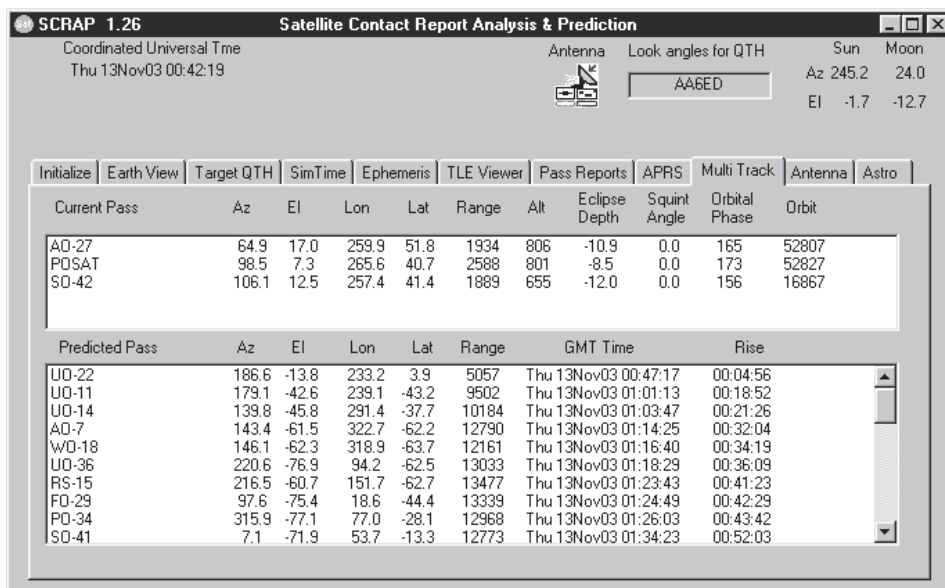 SCRAP 1.26 Satellite Contact Report Analysis & Prediction
Coordinated Universal Tme Antenna Look angles for QTH Sun Moon
Thu 13Nov03 00:42:19 AA6ED Az 245.2 24.0
El -1.7 -12.7
Initialize Earth View Target QTH SimTime Ephemeris TLE Viewer Pass Reports APRS Multi Track Antenna Astro
Current Pass Az El Lon Lat Range Alt Eclipse Depth Squint Angle Orbital Phase Orbit
AO-27 64.9 17.0 259.9 51.8 1934 806 -10.9 0.0 165 52807
POSAT 98.5 7.3 265.6 40.7 2588 801 -8.5 0.0 173 52827
SO-42 106.1 12.5 257.4 41.4 1889 655 -12.0 0.0 156 16867
Predicted Pass Az El Lon Lat Range GMT Time Rise
UO-22 186.6 -13.8 233.2 3.9 5057 Thu 13Nov03 00:47:17 00:04:56
UO-11 179.1 -42.6 239.1 -43.2 9502 Thu 13Nov03 01:01:13 00:18:52
UO-14 139.8 -45.8 291.4 -37.7 10184 Thu 13Nov03 01:03:47 00:21:26
AO-7 143.4 -61.5 322.7 -62.2 12790 Thu 13Nov03 01:14:25 00:32:04
WO-18 146.1 -62.3 318.9 -63.7 12161 Thu 13Nov03 01:16:40 00:34:19
UO-36 220.6 -76.9 94.2 -62.5 13033 Thu 13Nov03 01:18:29 00:36:09
RS-15 216.5 -60.7 151.7 -62.7 13477 Thu 13Nov03 01:23:43 00:41:23
FO-29 97.6 -75.4 18.6 -44.4 13339 Thu 13Nov03 01:24:49 00:42:29
PO-34 315.9 -77.1 77.0 -28.1 12968 Thu 13Nov03 01:26:03 00:43:42
SO-41 7.1 -71.9 53.7 -13.3 12773 Thu 13Nov03 01:34:23 00:52:03